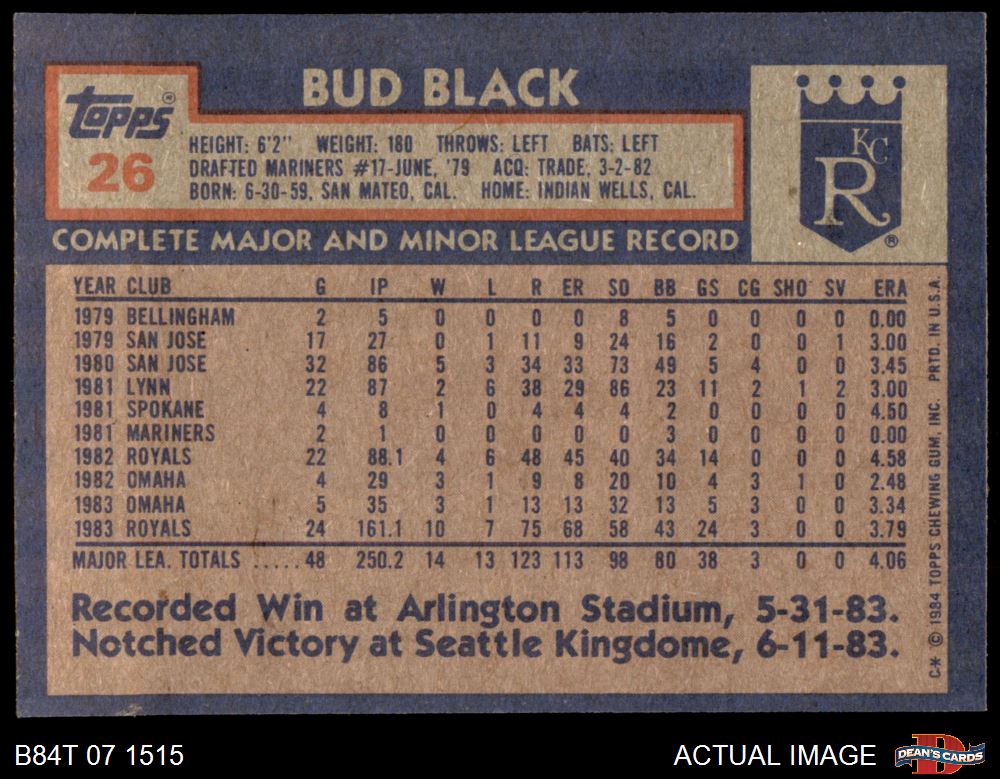 BUD BLACK
Topps®
26
HEIGHT: 6'2" WEIGHT: 180 THROWS: LEFT BATS: LEFT
DRAFTED MARINERS #17-JUNE, '79 ACQ: TRADE, 3-2-82
BORN: 6-30-59, SAN MATEO, CAL. HOME: INDIAN WELLS, CAL.
KC
R
®
COMPLETE MAJOR AND MINOR LEAGUE RECORD
YEAR CLUB G IP W L R ER SO BB GS CG SHO SV ERA
1979 BELLINGHAM 2 5 0 0 0 0 8 5 0 0 0 0 0.00
1979 SAN JOSE 17 27 0 1 11 9 24 16 2 0 0 1 3.00
1980 SAN JOSE 32 86 5 3 34 33 73 49 5 4 0 0 3.45
1981 LYNN 22 87 2 6 38 29 86 23 11 2 1 2 3.00
1981 SPOKANE 4 8 1 0 4 4 4 2 0 0 0 0 4.50
1981 MARINERS 2 1 0 0 0 0 0 3 0 0 0 0 0.00
1982 ROYALS 22 88.1 4 6 48 45 40 34 14 0 0 0 4.58
1982 OMAHA 4 29 3 1 9 8 20 10 4 3 1 0 2.48
1983 OMAHA 5 35 3 1 13 13 32 13 5 3 0 0 3.34
1983 ROYALS 24 161.1 10 7 75 68 58 43 24 3 0 0 3.79
MAJOR LEA. TOTALS ..... 48 250.2 14 13 123 113 98 80 38 3 0 0 4.06
Recorded Win at Arlington Stadium, 5-31-83.
Notched Victory at Seattle Kingdome, 6-11-83.
C* © 1984 TOPPS CHEWING GUM, INC. PRTD. IN U.S.A.
B84T 07 1515
ACTUAL IMAGE
DEAN'S CARDS